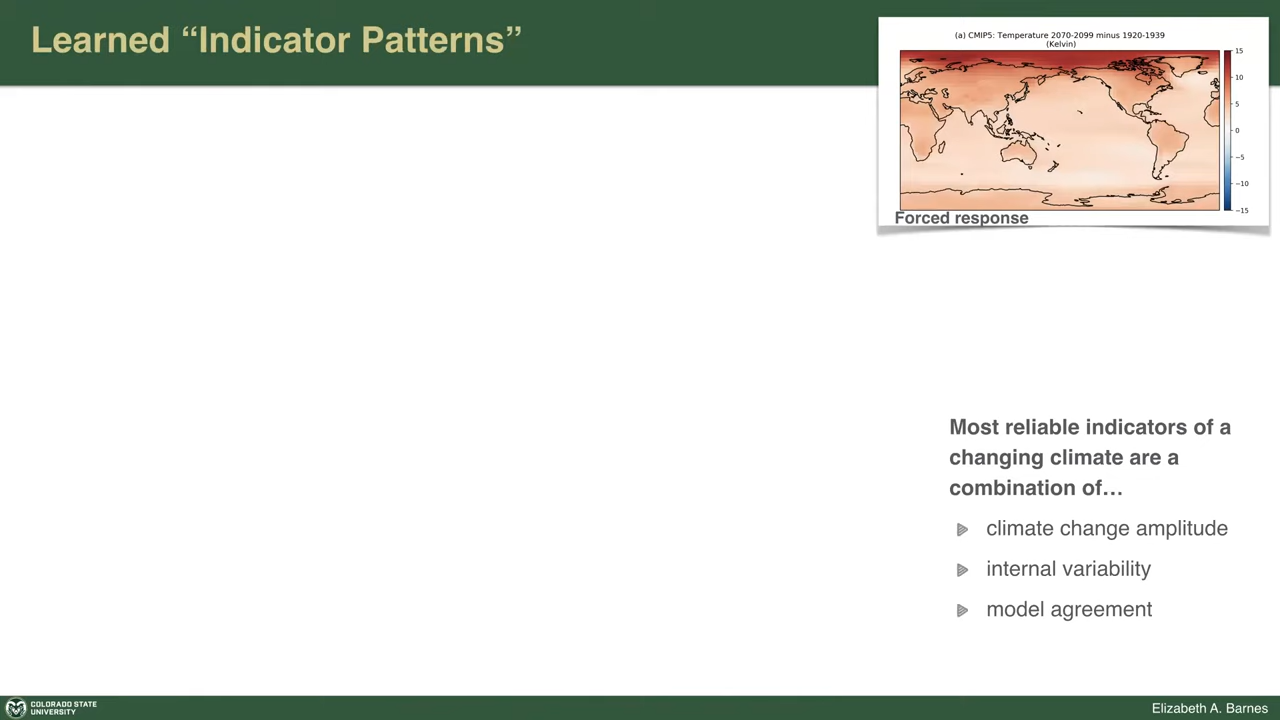 Learned “Indicator Patterns”
(a) CMIP5: Temperature 2070-2099 minus 1920-1939
(Kelvin)
15
10
5
0
−5
−10
−15
Forced response
Most reliable indicators of a
changing climate are a
combination of…
climate change amplitude
internal variability
model agreement
COLORADO STATE
UNIVERSITY
Elizabeth A. Barnes